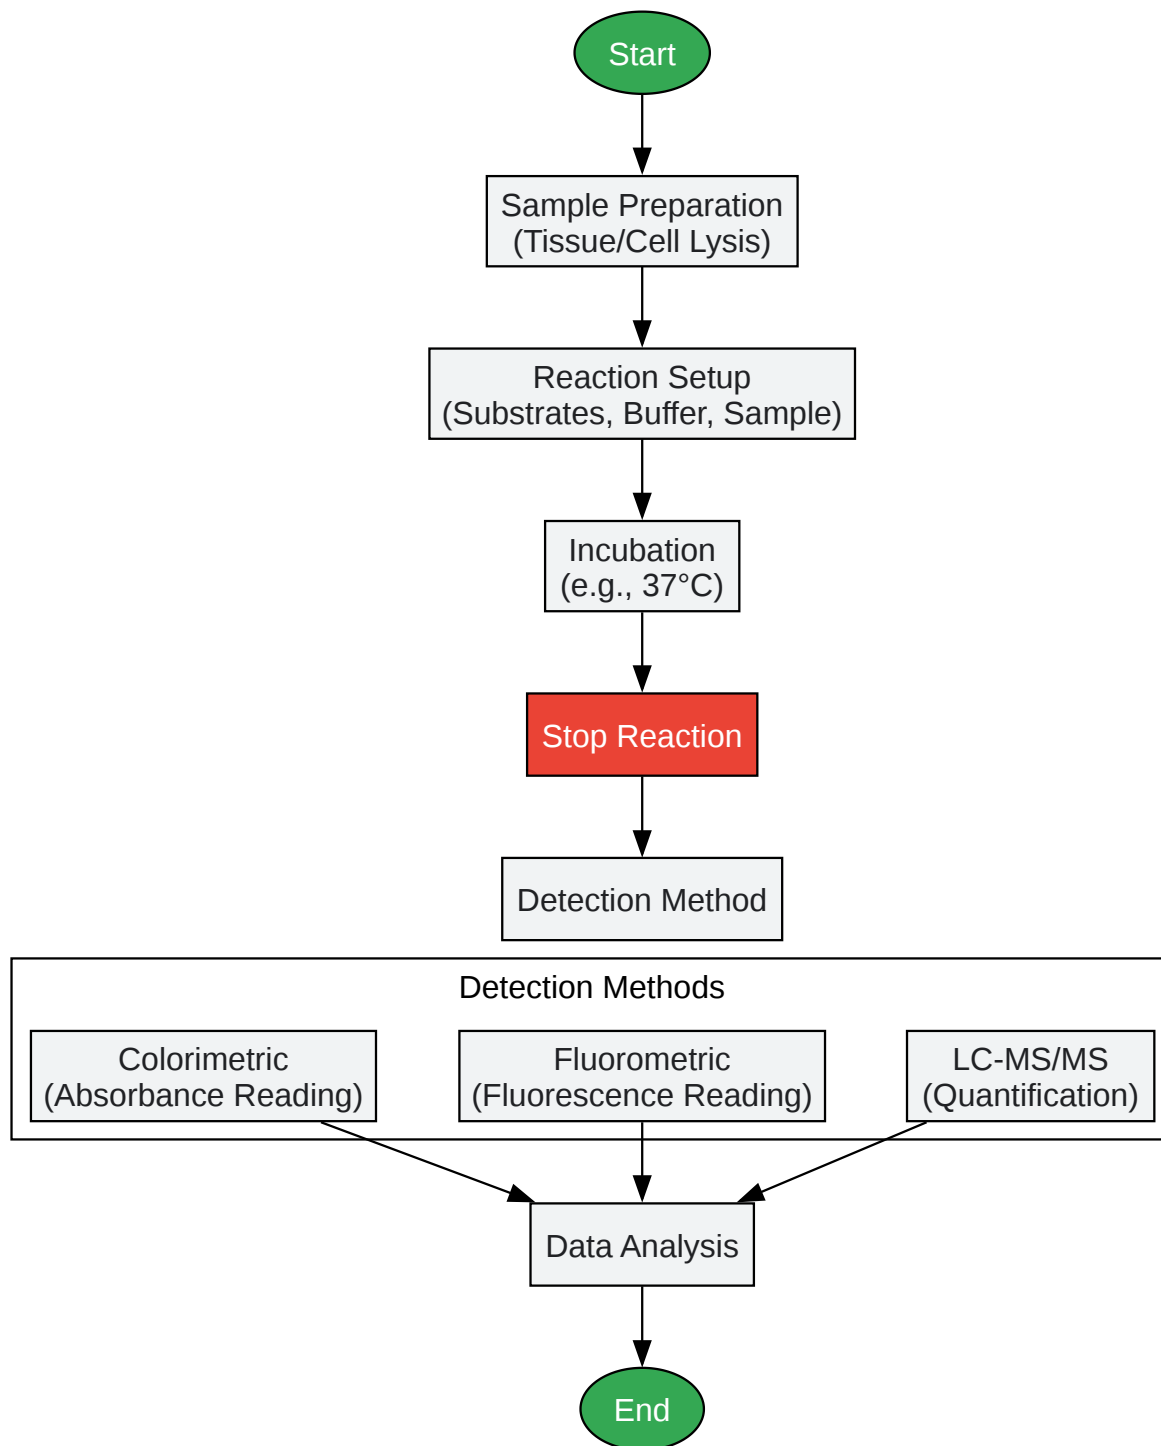 Start
Sample Preparation
(Tissue/Cell Lysis)
Reaction Setup
(Substrates, Buffer, Sample)
Incubation
(e.g., 37°C)
Stop Reaction
Detection Method
Detection Methods
Colorimetric
(Absorbance Reading)
Fluorometric
(Fluorescence Reading)
LC-MS/MS
(Quantification)
Data Analysis
End